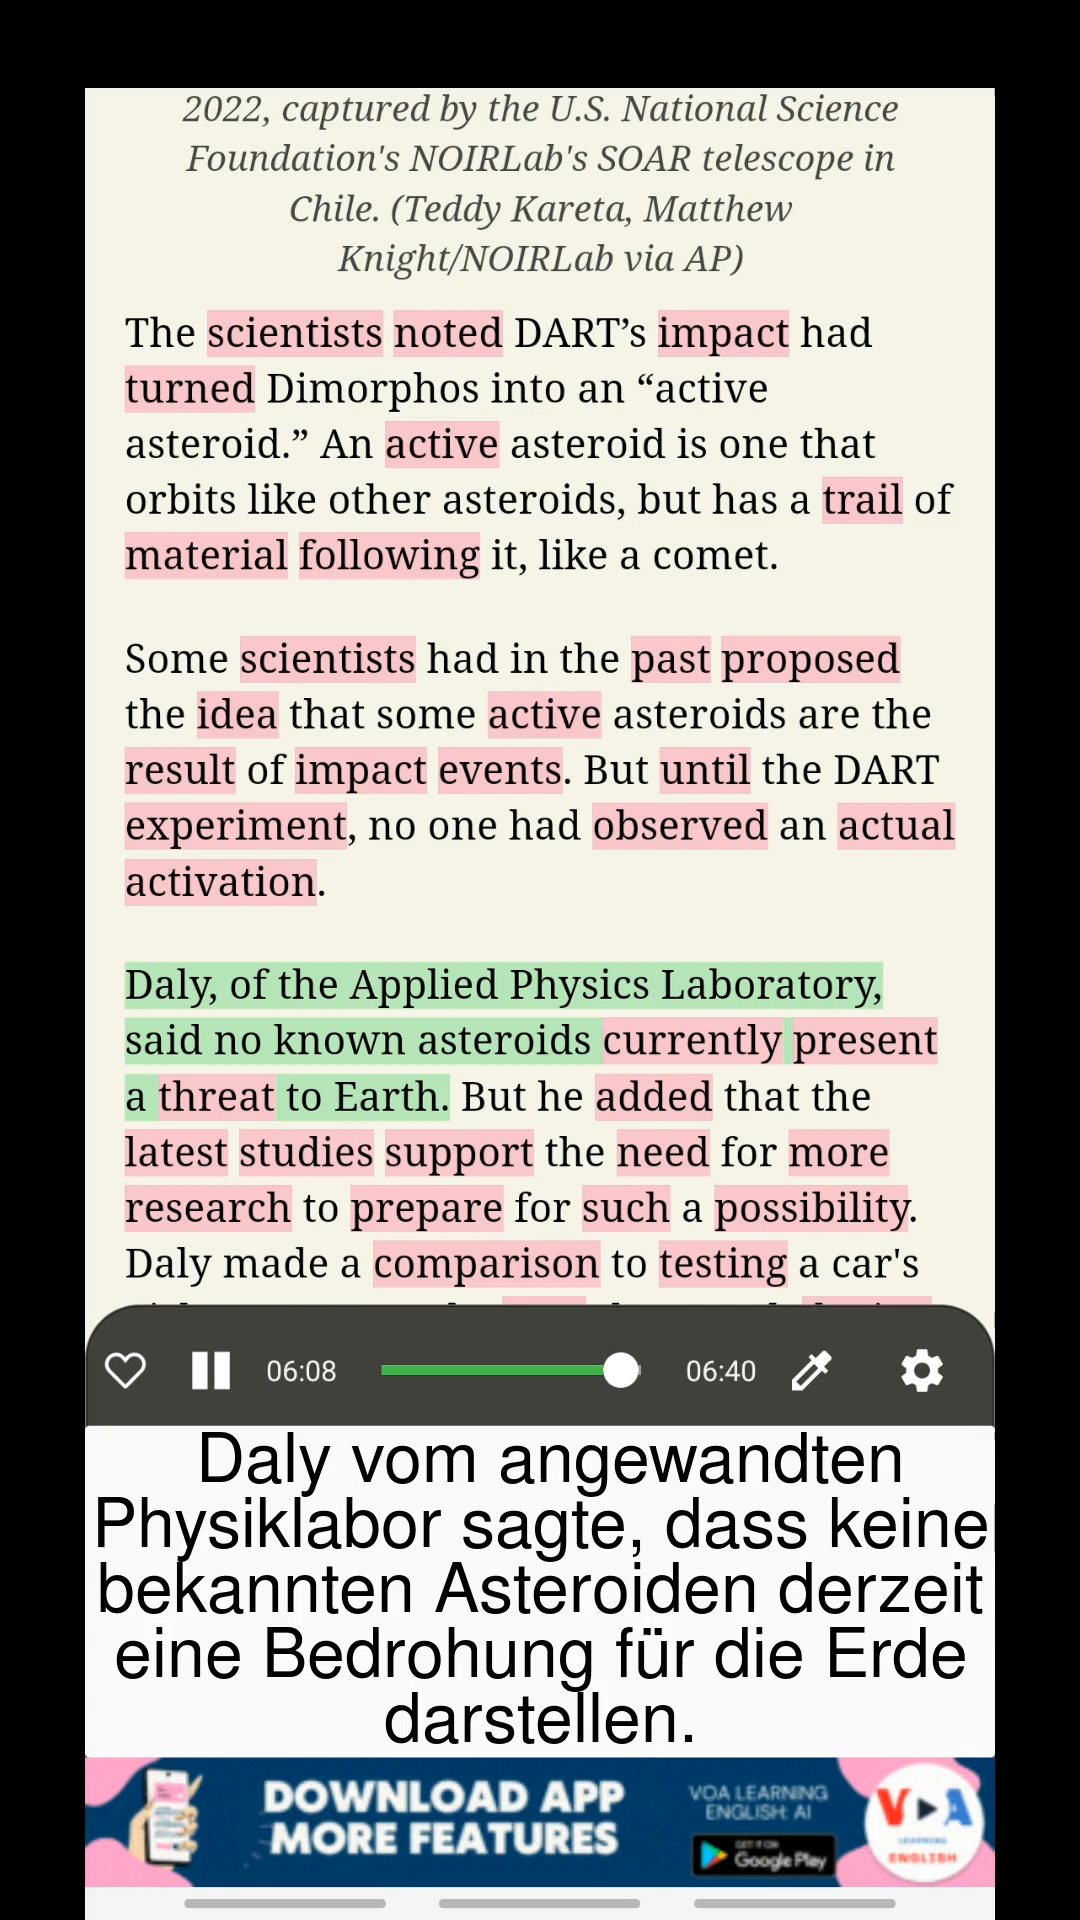 2022, captured by the U.S. National Science
Foundation's NOIRLab's SOAR telescope in
Chile. (Teddy Kareta, Matthew
Knight/NOIRLab via AP)
The scientists noted DART’s impact had
turned Dimorphos into an “active
asteroid.” An active asteroid is one that
orbits like other asteroids, but has a trail of
material following it, like a comet.
Some scientists had in the past proposed
the idea that some active asteroids are the
result of impact events. But until the DART
experiment, no one had observed an actual
activation.
Daly, of the Applied Physics Laboratory,
said no known asteroids currently present
a threat to Earth. But he added that the
latest studies support the need for more
research to prepare for such a possibility.
Daly made a comparison to testing a car's
06:08
06:40
Daly vom angewandten
Physiklabor sagte, dass keine
bekannten Asteroiden derzeit
eine Bedrohung für die Erde
darstellen.
DOWNLOAD APP
MORE FEATURES
VOA LEARNING
ENGLISH: AI
GET IT ON
Google Play
VOA
LEARNING
ENGLISH